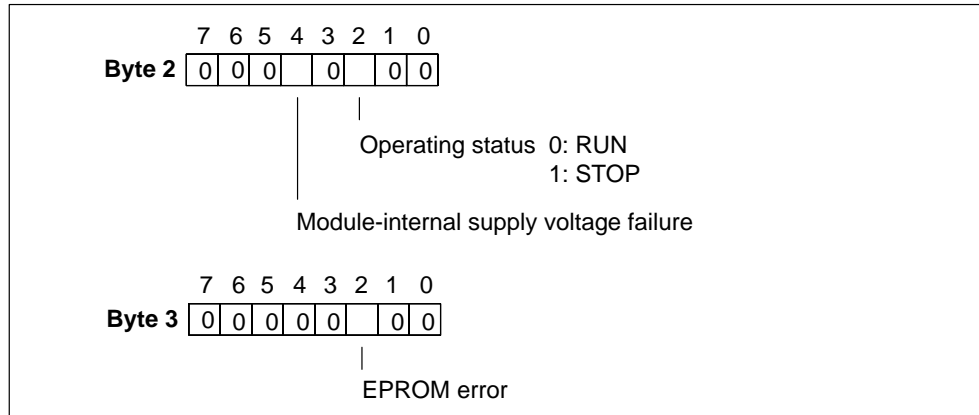 7 6 5 4 3 2 1 0
Byte 2 0 0 0 0 0 0
Operating status 0: RUN
1: STOP
Module-internal supply voltage failure
7 6 5 4 3 2 1 0
Byte 3 0 0 0 0 0 0 0
EPROM error